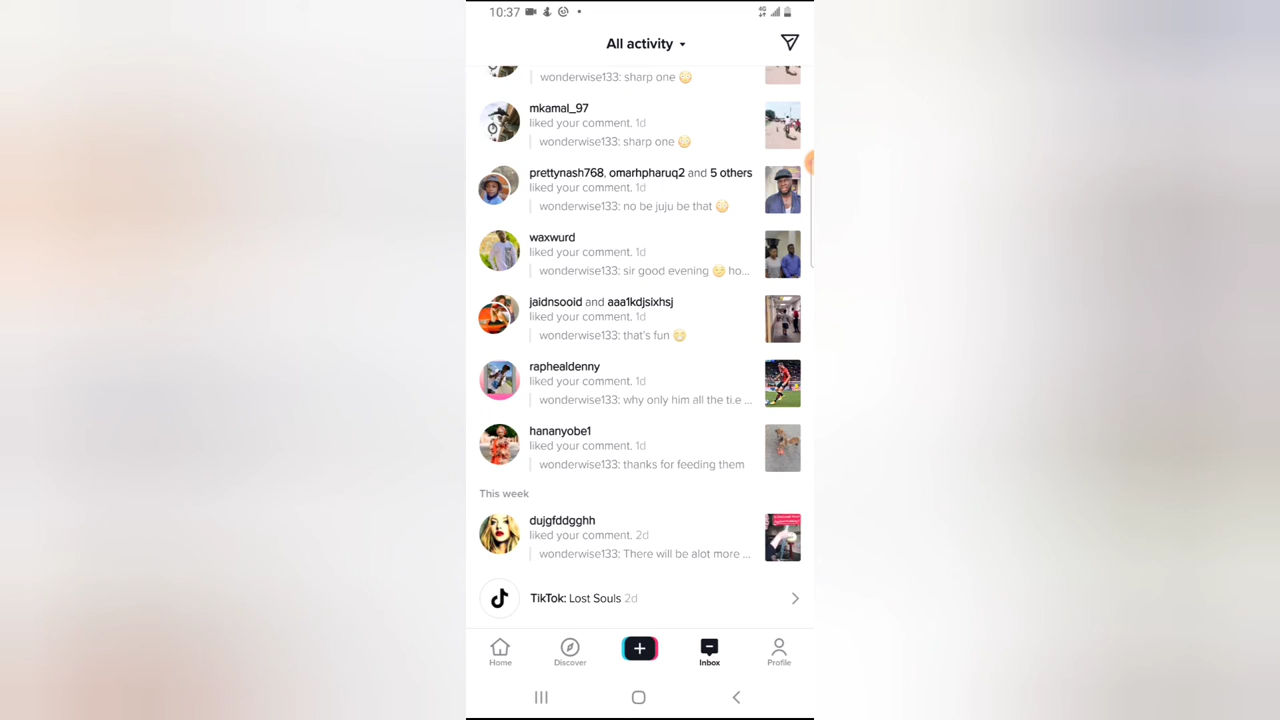 10:37
4G
All activity
wonderwise133: sharp one 😳
mkamal_97
liked your comment. 1d
wonderwise133: sharp one 😳
prettynash768, omarhpharuq2 and 5 others
liked your comment. 1d
wonderwise133: no be juju be that 😳
waxwurd
liked your comment. 1d
wonderwise133: sir good evening 😉 ho...
jaidnsooid and aaa1kdjsixhsj
liked your comment. 1d
wonderwise133: that's fun 😁
raphealdenny
liked your comment. 1d
wonderwise133: why only him all the ti.e ...
hananyobe1
liked your comment. 1d
wonderwise133: thanks for feeding them
This week
dujgfddgghh
liked your comment. 2d
wonderwise133: There will be alot more ...
TikTok: Lost Souls 2d
Home
Discover
Inbox
Profile